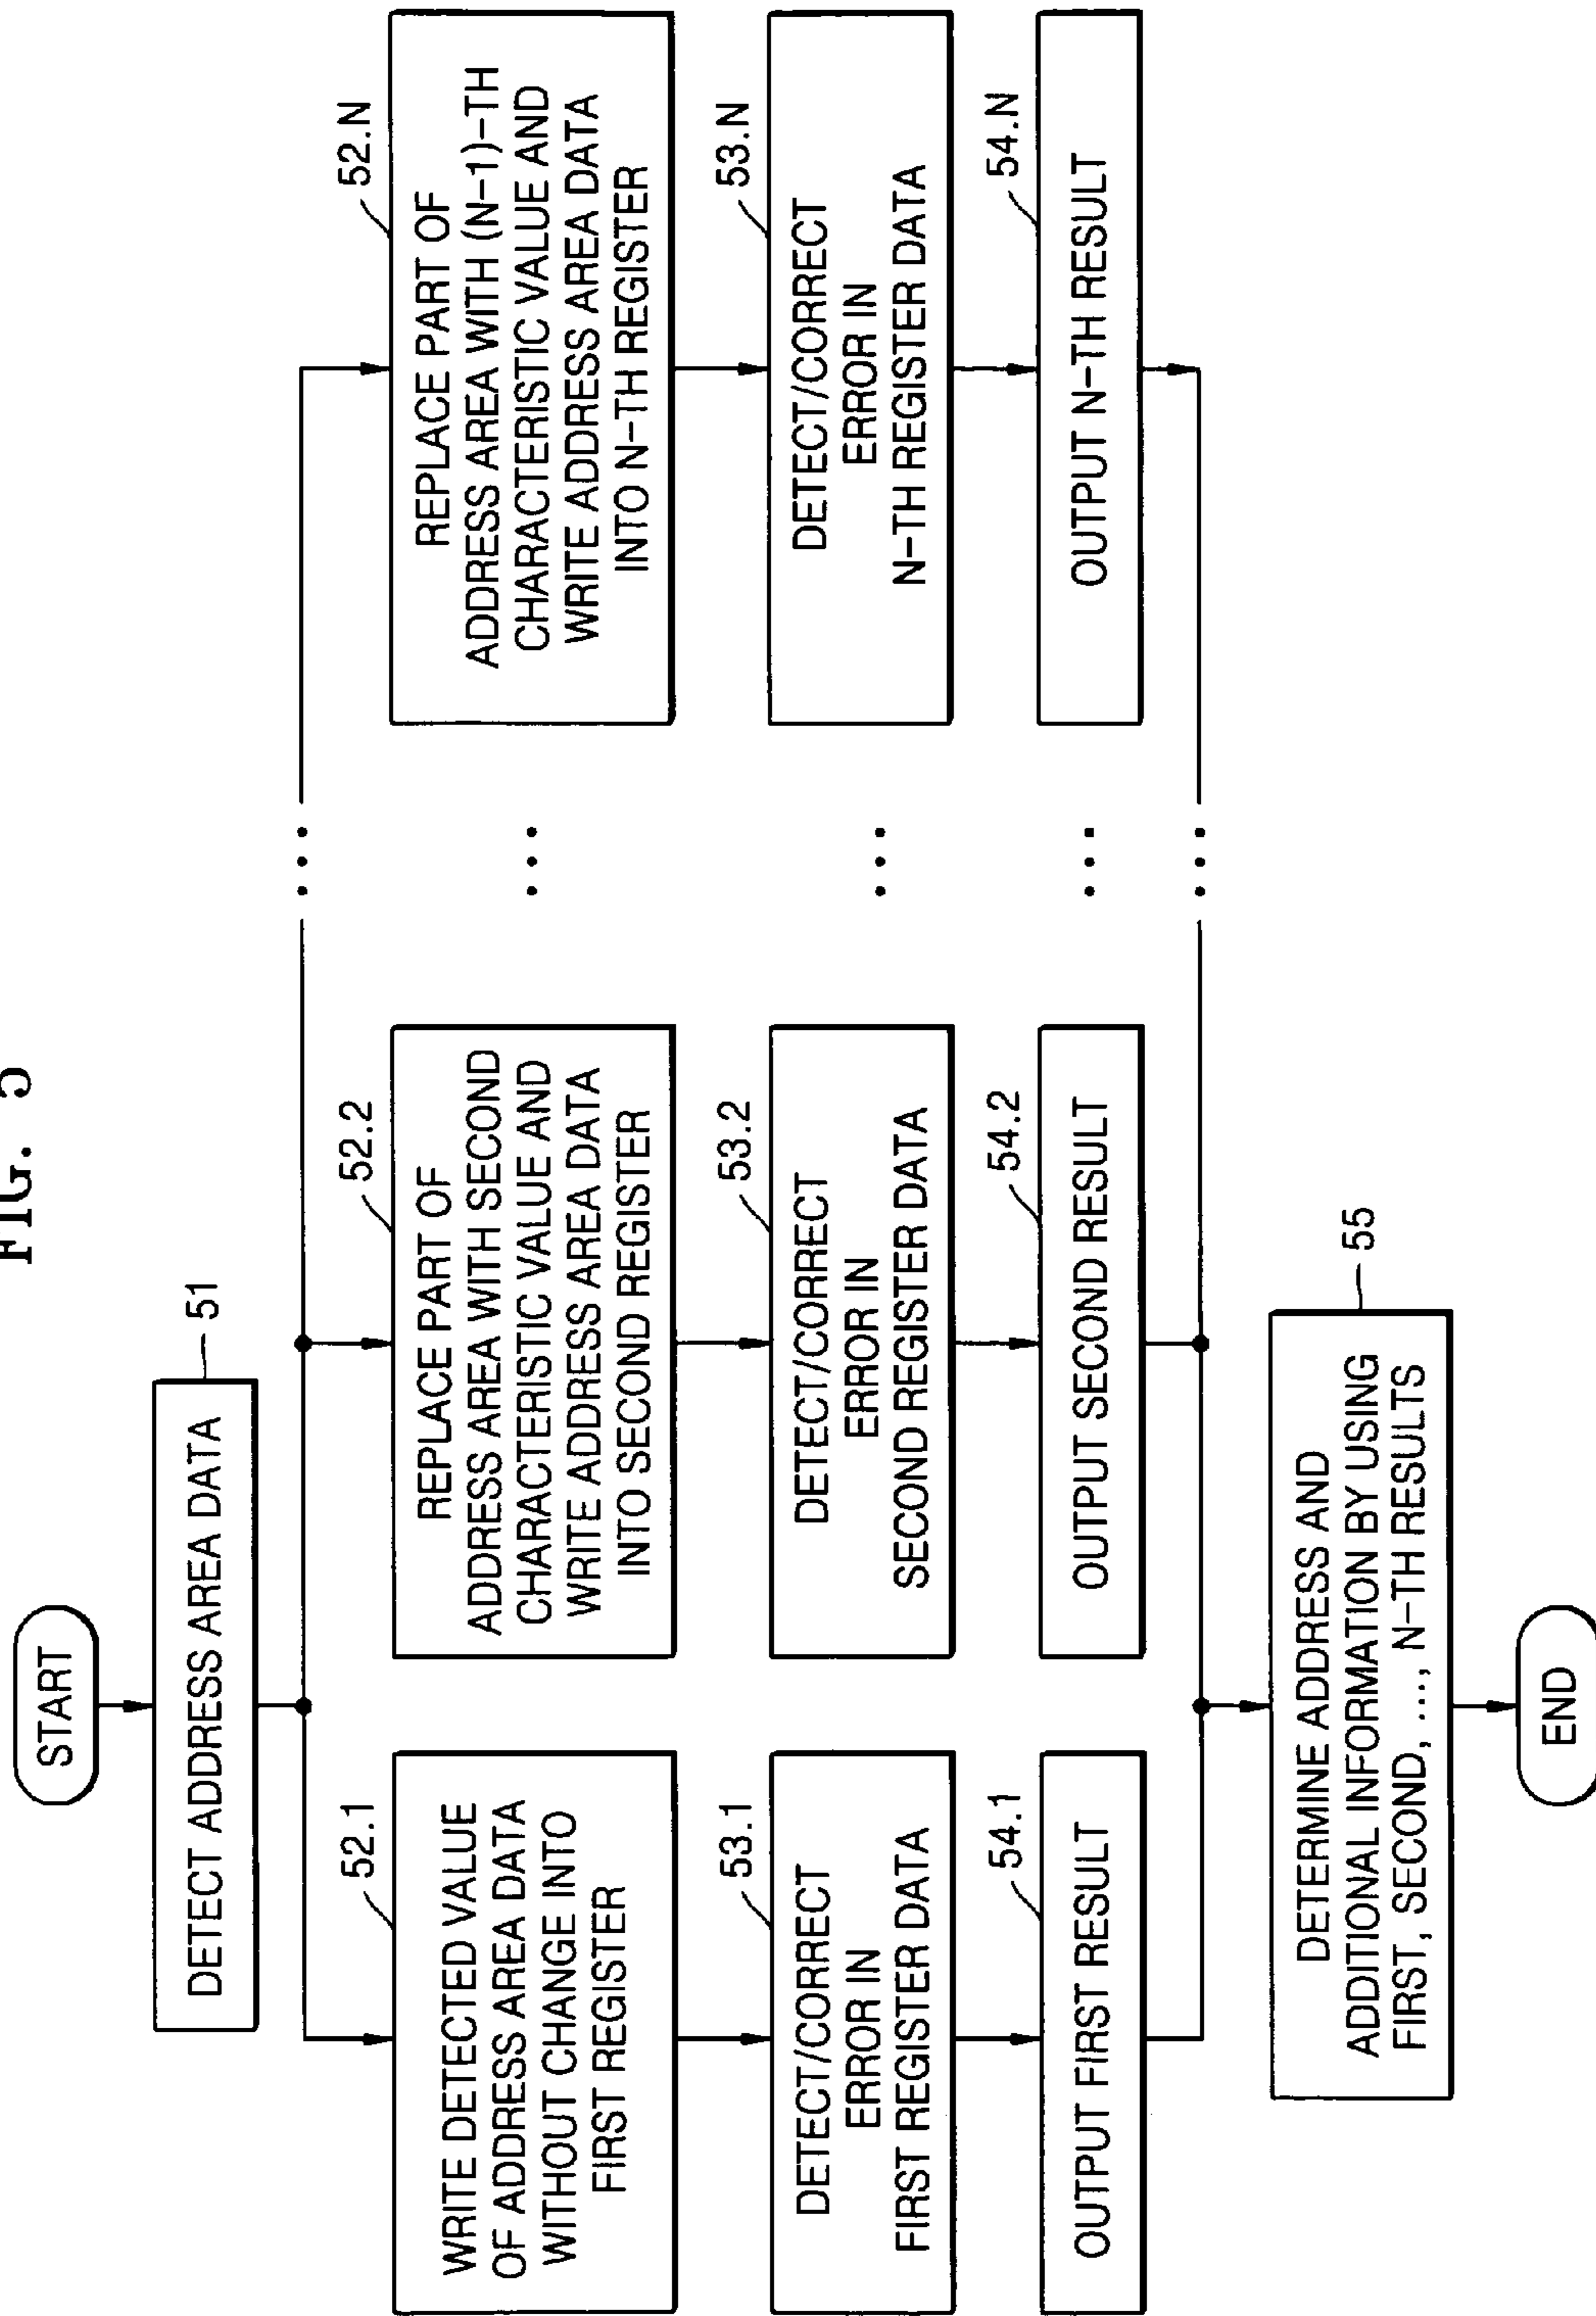 FIG. 5
START
DETECT ADDRESS AREA DATA
51
WRITE DETECTED VALUE
OF ADDRESS AREA DATA
WITHOUT CHANGE INTO
FIRST REGISTER
52.1
REPLACE PART OF
ADDRESS AREA WITH SECOND
CHARACTERISTIC VALUE AND
WRITE ADDRESS AREA DATA
INTO SECOND REGISTER
52.2
...
REPLACE PART OF
ADDRESS AREA WITH (N-1)-TH
CHARACTERISTIC VALUE AND
WRITE ADDRESS AREA DATA
INTO N-TH REGISTER
52.N
DETECT/CORRECT
ERROR IN
FIRST REGISTER DATA
53.1
DETECT/CORRECT
ERROR IN
SECOND REGISTER DATA
53.2
...
DETECT/CORRECT
ERROR IN
N-TH REGISTER DATA
53.N
OUTPUT FIRST RESULT
54.1
OUTPUT SECOND RESULT
54.2
...
OUTPUT N-TH RESULT
54.N
DETERMINE ADDRESS AND
ADDITIONAL INFORMATION BY USING
FIRST, SECOND, ..., N-TH RESULTS
55
END